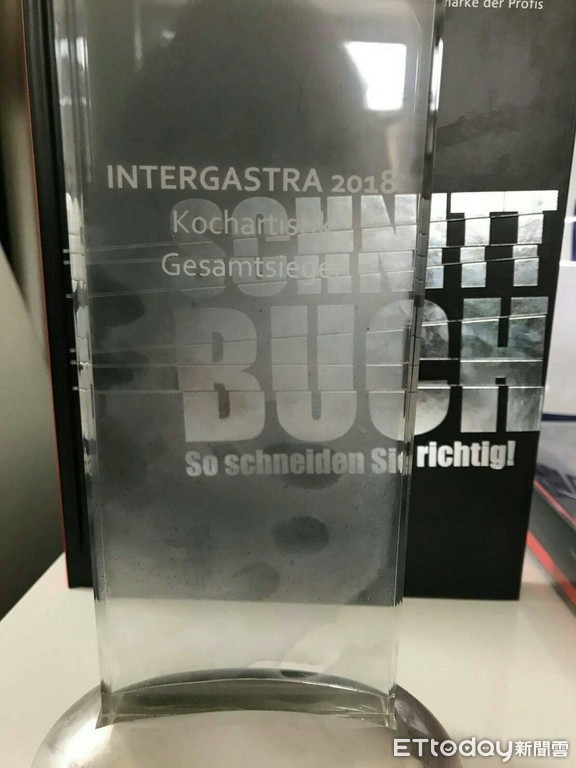 marke der Profis
INTERGASTRA 2018
Kochartistik
Gesamtsieger
SCHNITT
BUCH
So schneiden Sie richtig!
ETtoday新聞雲